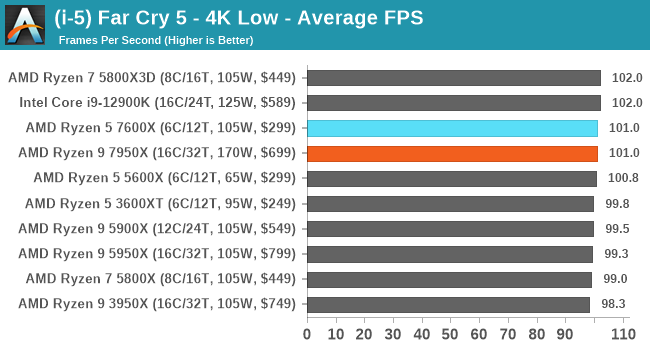 (i-5) Far Cry 5 - 4K Low - Average FPS
Frames Per Second (Higher is Better)
AMD Ryzen 7 5800X3D (8C/16T, 105W, $449) 102.0
Intel Core i9-12900K (16C/24T, 125W, $589) 102.0
AMD Ryzen 5 7600X (6C/12T, 105W, $299) 101.0
AMD Ryzen 9 7950X (16C/32T, 170W, $699) 101.0
AMD Ryzen 5 5600X (6C/12T, 65W, $299) 100.8
AMD Ryzen 5 3600XT (6C/12T, 95W, $249) 99.8
AMD Ryzen 9 5900X (12C/24T, 105W, $549) 99.5
AMD Ryzen 9 5950X (16C/32T, 105W, $799) 99.3
AMD Ryzen 7 5800X (8C/16T, 105W, $449) 99.0
AMD Ryzen 9 3950X (16C/32T, 105W, $749) 98.3
0 10 20 30 40 50 60 70 80 90 110